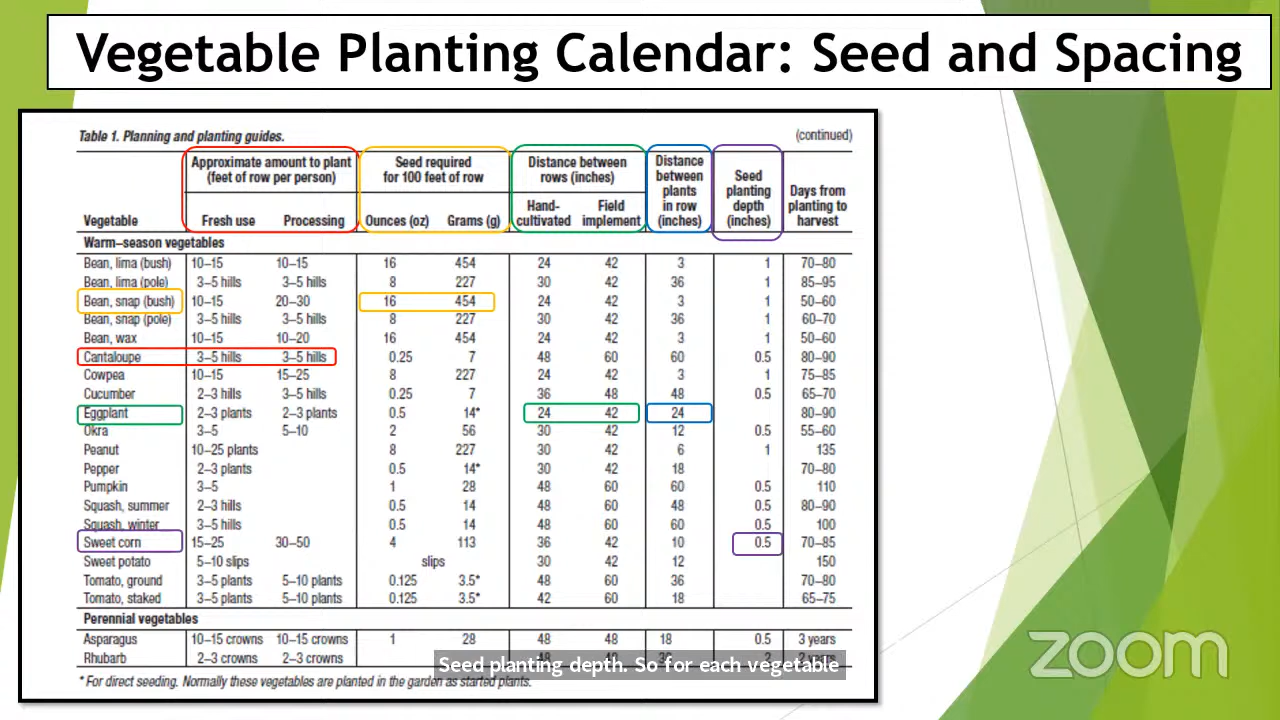 Vegetable Planting Calendar: Seed and Spacing
Table 1. Planning and planting guides. (continued)
Vegetable Approximate amount to plant (feet of row per person) Seed required for 100 feet of row Distance between rows (inches) Distance between plants in row (inches) Seed planting depth (inches) Days from planting to harvest
Fresh use Processing Ounces (oz) Grams (g) Hand-cultivated Field implement
Warm–season vegetables
Bean, lima (bush) 10–15 10–15 16 454 24 42 3 1 70–80
Bean, lima (pole) 3–5 hills 3–5 hills 8 227 30 42 36 1 85–95
Bean, snap (bush) 10–15 20–30 16 454 24 42 3 1 50–60
Bean, snap (pole) 3–5 hills 3–5 hills 8 227 30 42 36 1 60–70
Bean, wax 10–15 10–20 16 454 24 42 3 1 50–60
Cantaloupe 3–5 hills 3–5 hills 0.25 7 48 60 60 0.5 80–90
Cowpea 10–15 15–25 8 227 24 42 3 1 75–85
Cucumber 2–3 hills 3–5 hills 0.25 7 36 48 48 0.5 65–70
Eggplant 2–3 plants 2–3 plants 0.5 14* 24 42 24 80–90
Okra 3–5 5–10 2 56 30 42 12 0.5 55–60
Peanut 10–25 plants 8 227 30 42 6 1 135
Pepper 2–3 plants 0.5 14* 30 42 18 70–80
Pumpkin 3–5 1 28 48 60 60 0.5 110
Squash, summer 2–3 hills 0.5 14 48 60 48 0.5 80–90
Squash, winter 3–5 hills 0.5 14 48 60 60 0.5 100
Sweet corn 15–25 30–50 4 113 36 42 10 0.5 70–85
Sweet potato 5–10 slips slips 30 42 12 150
Tomato, ground 3–5 plants 5–10 plants 0.125 3.5* 48 60 36 70–80
Tomato, staked 3–5 plants 5–10 plants 0.125 3.5* 42 60 18 65–75
Perennial vegetables
Asparagus 10–15 crowns 10–15 crowns 1 28 48 48 18 0.5 3 years
Rhubarb 2–3 crowns 2–3 crowns
Seed planting depth. So for each vegetable
* For direct seeding. Normally these vegetables are planted in the garden as started plants.
zoom